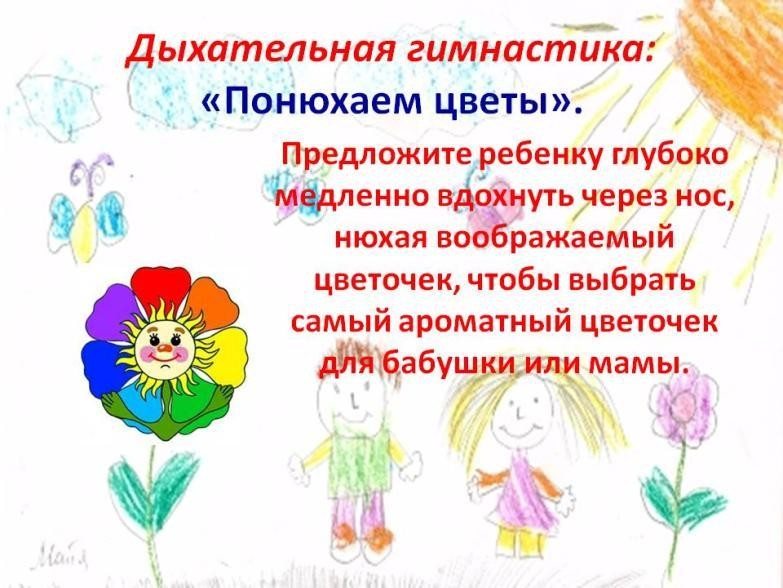 Дыхательная гимнастика:
«Понюхаем цветы».
Предложите ребенку глубоко
медленно вдохнуть через нос,
нюхая воображаемый
цветочек, чтобы выбрать
самый ароматный цветочек
для бабушки или мамы.
Майя